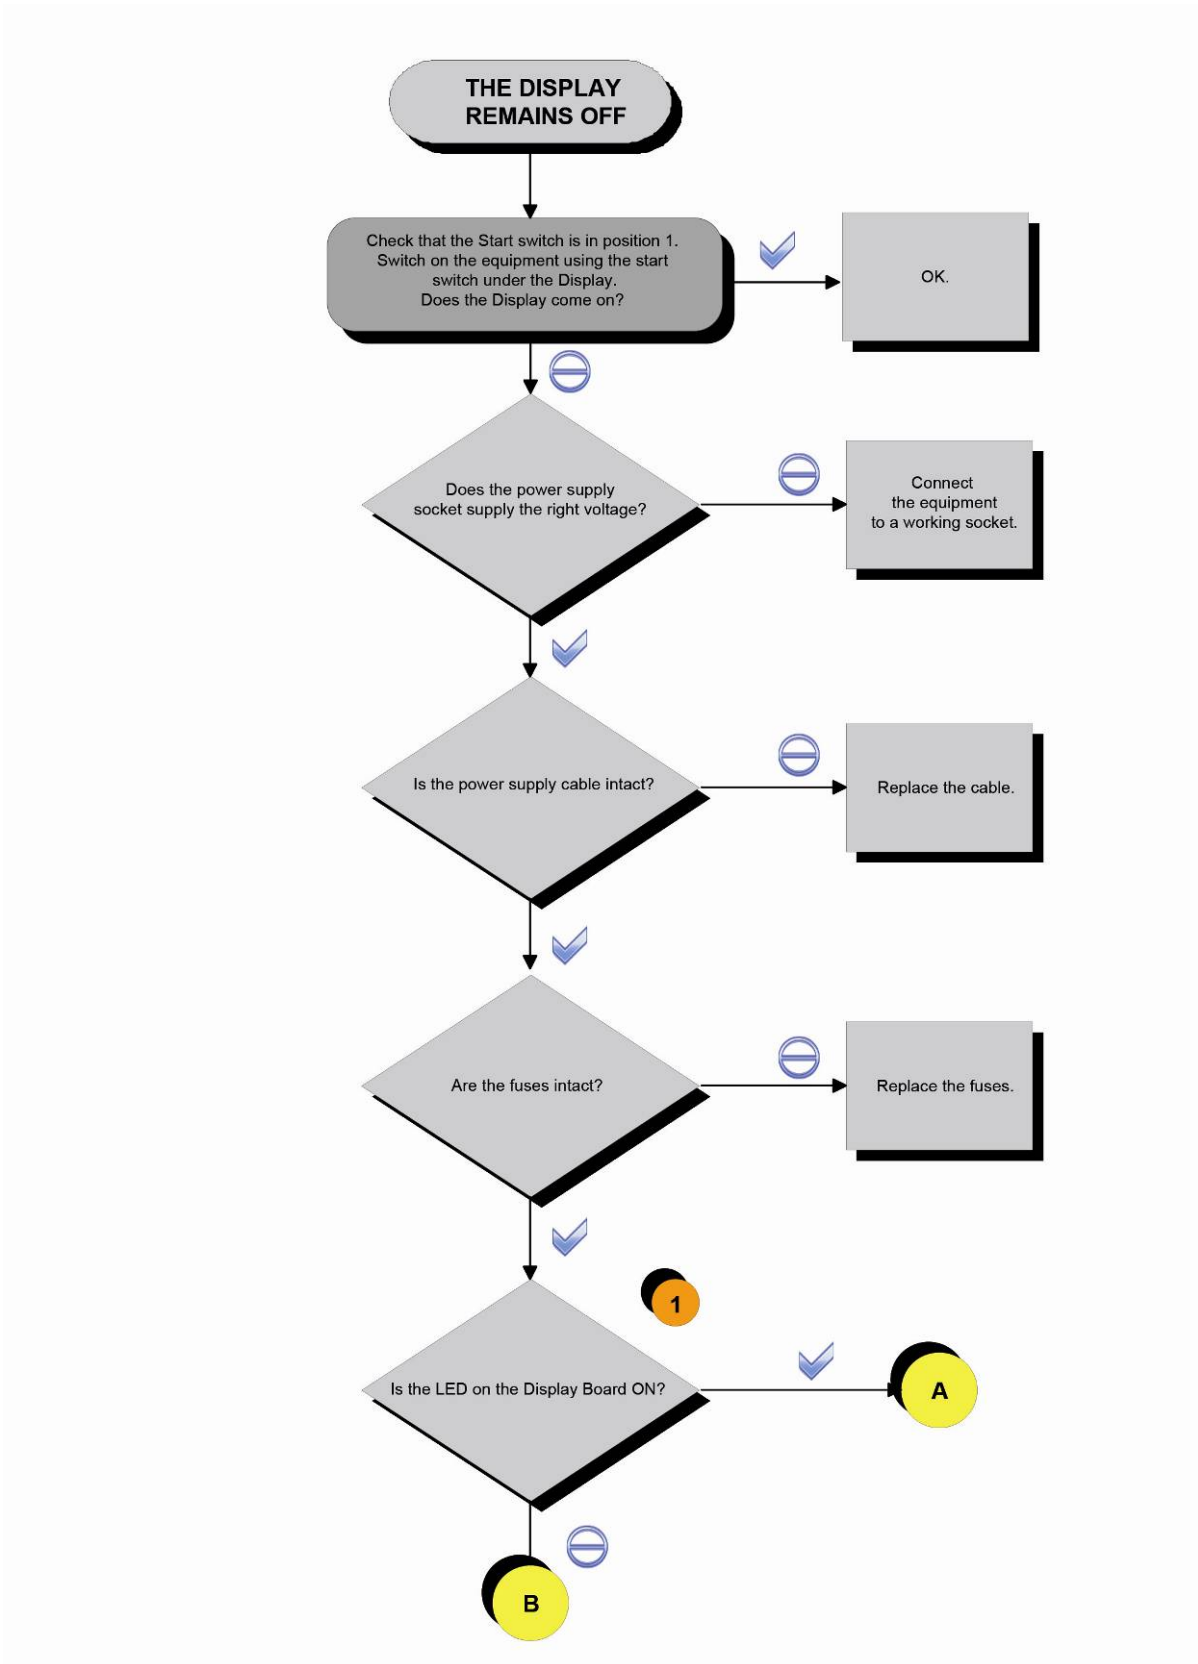 THE DISPLAY
REMAINS OFF
Check that the Start switch is in position 1.
Switch on the equipment using the start
switch under the Display.
Does the Display come on?
OK.
Does the power supply
socket supply the right voltage?
Connect
the equipment
to a working socket.
Is the power supply cable intact?
Replace the cable.
Are the fuses intact?
Replace the fuses.
1
Is the LED on the Display Board ON?
A
B